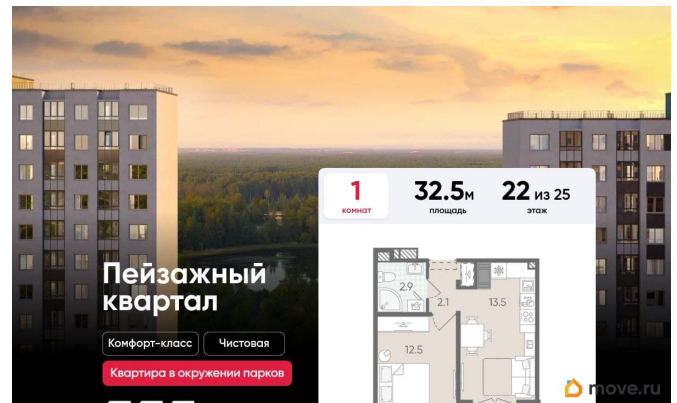 1
комнат
32.5м
площадь
22 из 25
этаж
Пейзажный
квартал
Комфорт-класс
Чистовая
Квартира в окружении парков
2.9
2.1
13.5
12.5
move.ru